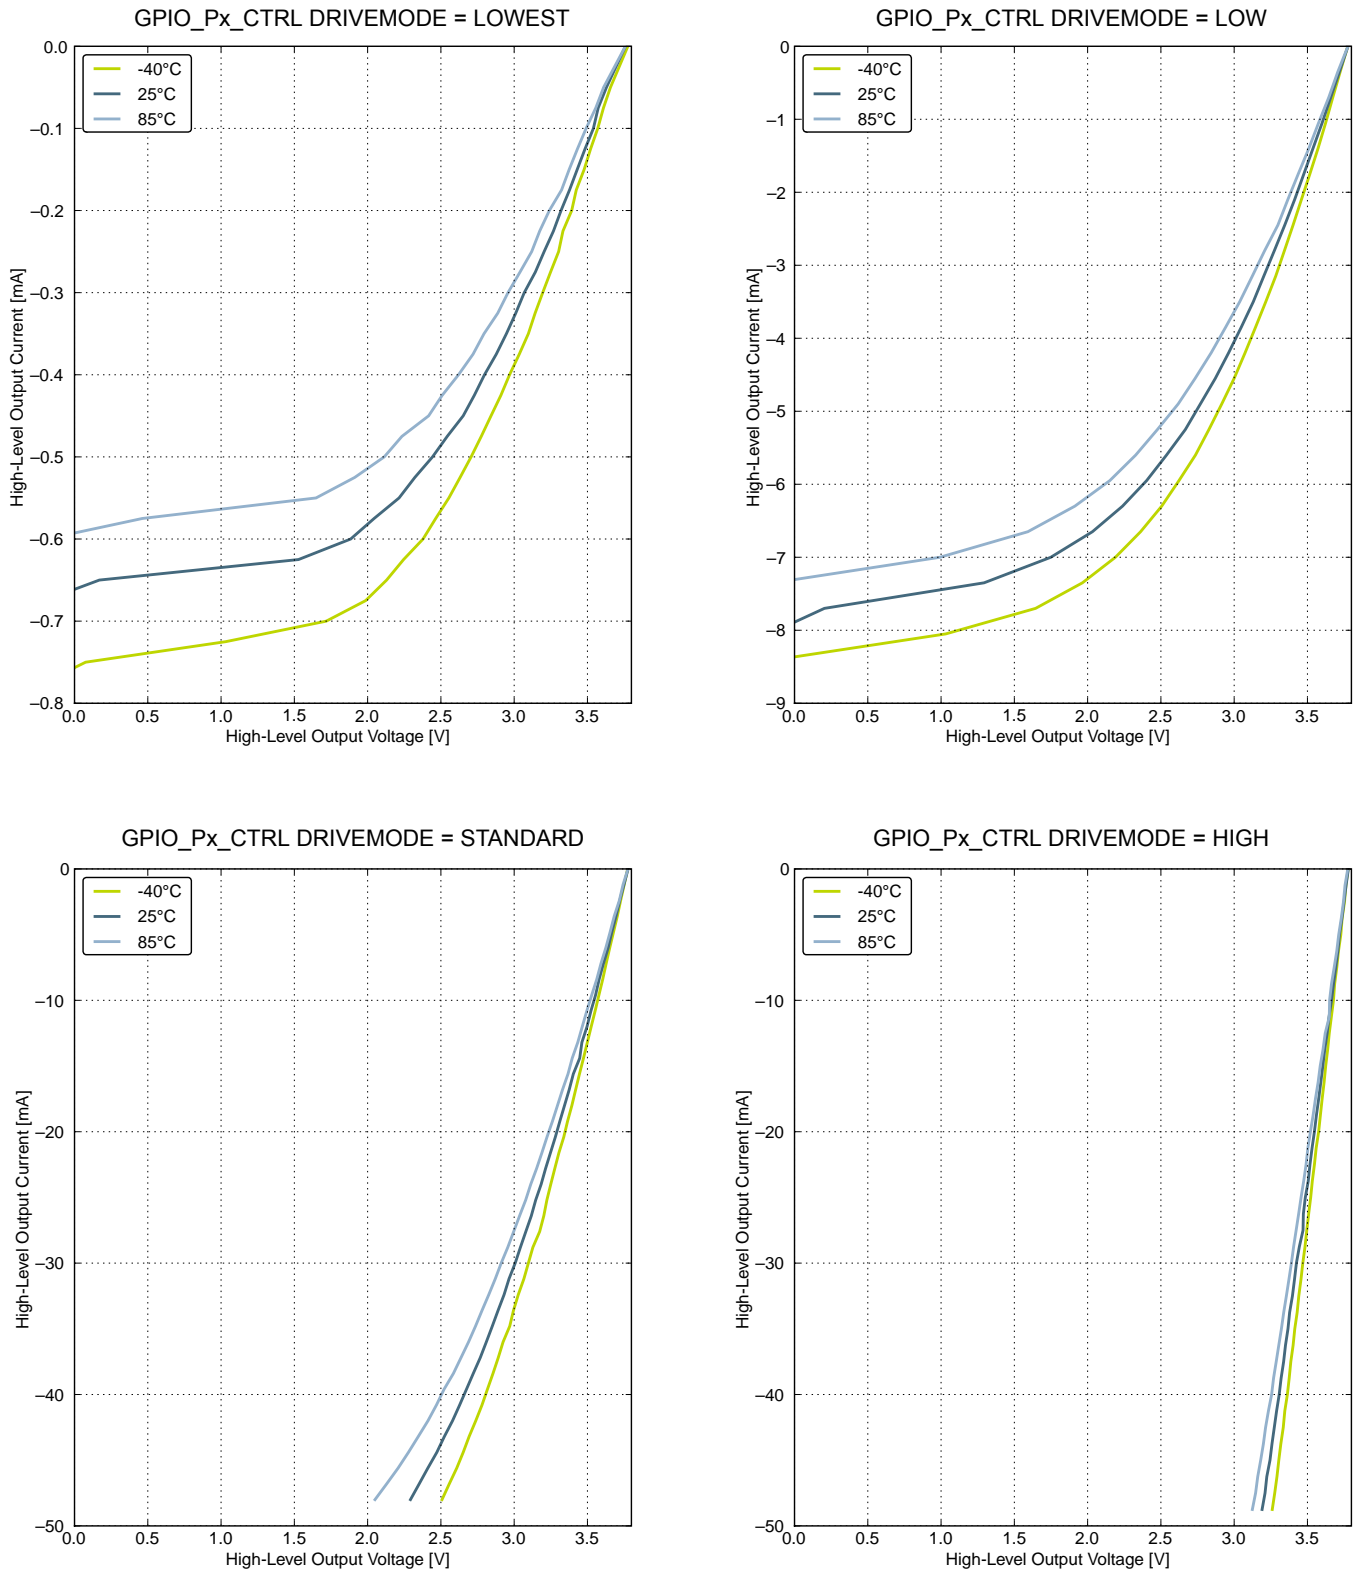 GPIO_Px_CTRL DRIVEMODE = LOWEST
0.0
–0.1
–0.2
–0.3
–0.4
–0.5
–0.6
–0.7
–0.8
High-Level Output Current [mA]
-40°C
25°C
85°C
0.0 0.5 1.0 1.5 2.0 2.5 3.0 3.5
High-Level Output Voltage [V]
GPIO_Px_CTRL DRIVEMODE = LOW
0
–1
–2
–3
–4
–5
–6
–7
–8
–9
High-Level Output Current [mA]
-40°C
25°C
85°C
0.0 0.5 1.0 1.5 2.0 2.5 3.0 3.5
High-Level Output Voltage [V]
GPIO_Px_CTRL DRIVEMODE = STANDARD
0
–10
–20
–30
–40
–50
High-Level Output Current [mA]
-40°C
25°C
85°C
0.0 0.5 1.0 1.5 2.0 2.5 3.0 3.5
High-Level Output Voltage [V]
GPIO_Px_CTRL DRIVEMODE = HIGH
0
–10
–20
–30
–40
–50
High-Level Output Current [mA]
-40°C
25°C
85°C
0.0 0.5 1.0 1.5 2.0 2.5 3.0 3.5
High-Level Output Voltage [V]